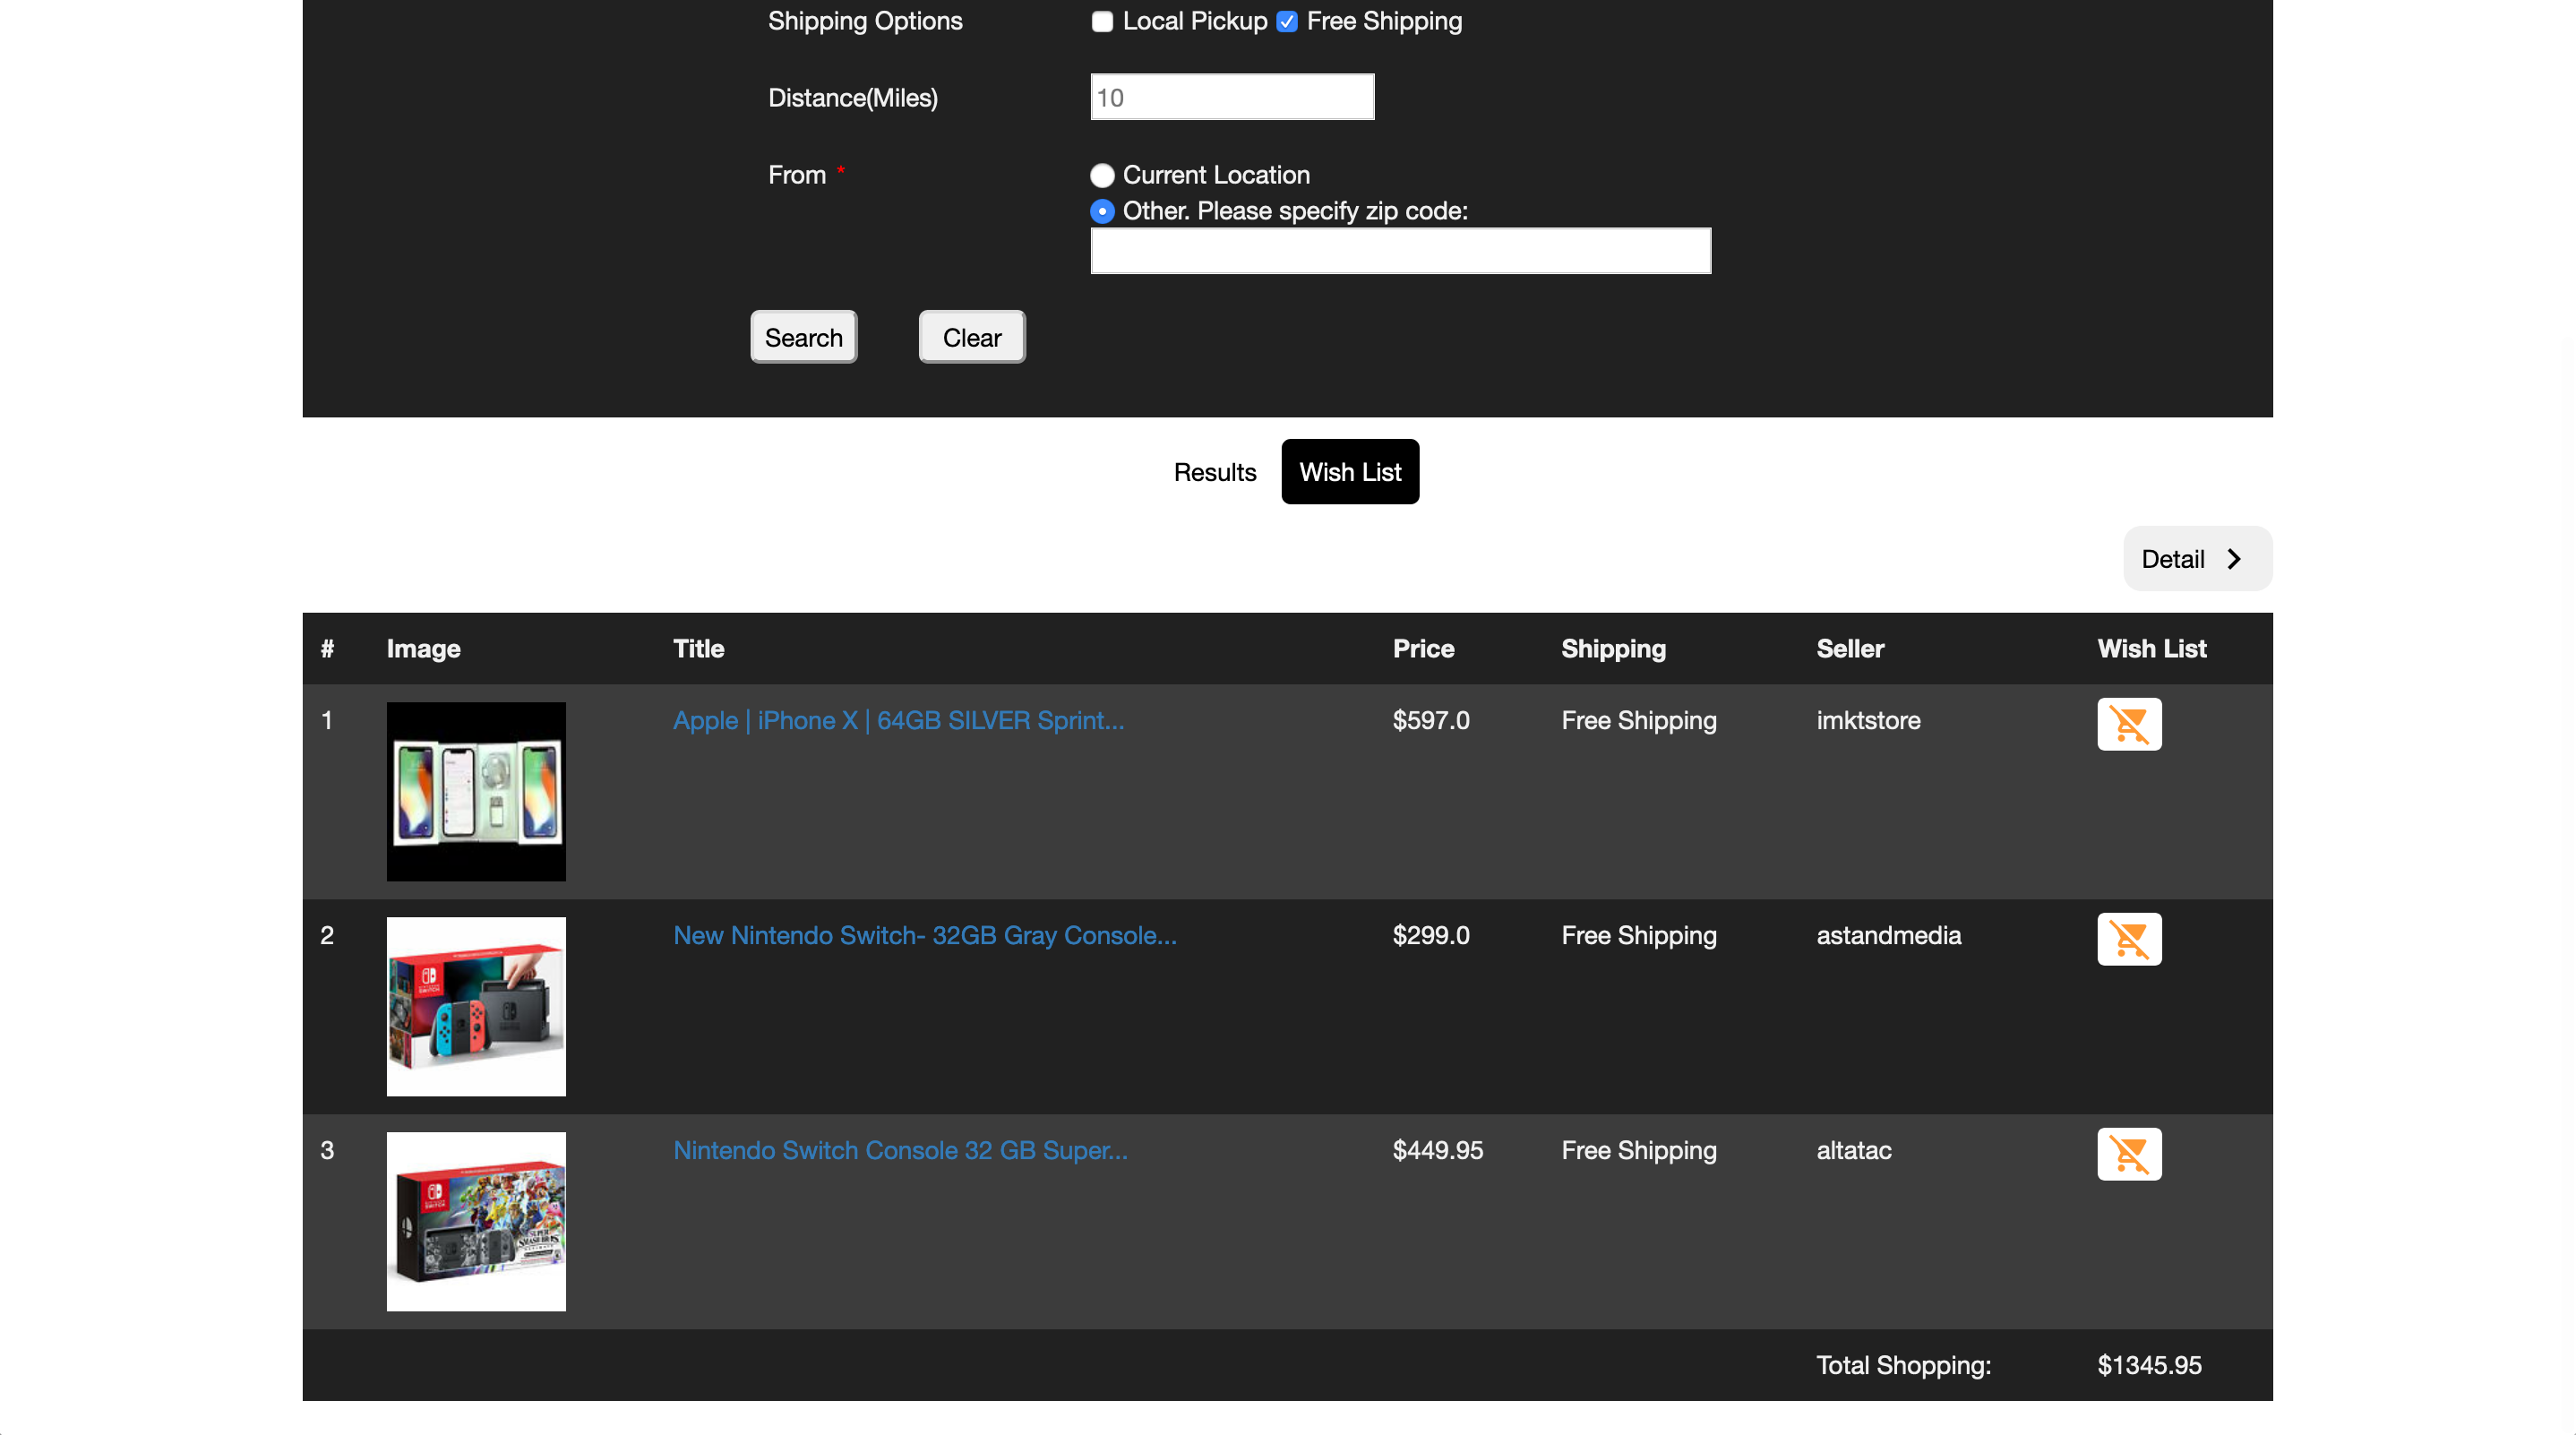 Shipping Options Local Pickup Free Shipping
Distance(Miles) 10
From * Current Location
Other. Please specify zip code:
Search Clear
Results Wish List
Detail
# Image Title Price Shipping Seller Wish List
1 Apple | iPhone X | 64GB SILVER Sprint... $597.0 Free Shipping imktstore
2 New Nintendo Switch- 32GB Gray Console... $299.0 Free Shipping astandmedia
3 Nintendo Switch Console 32 GB Super... $449.95 Free Shipping altatac
Total Shopping: $1345.95